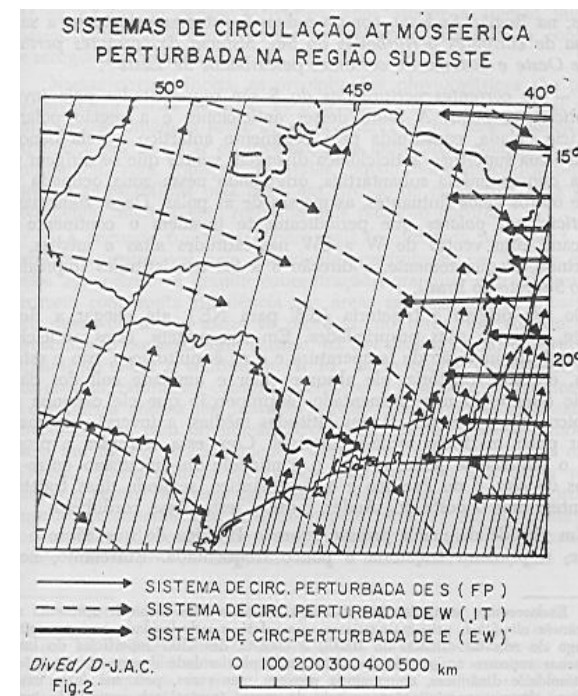 SISTEMAS DE CIRCULAÇÃO ATMOSFÉRICA
PERTURBADA NA REGIÃO SUDESTE
50° 45° 40°
15°
20°
SISTEMA DE CIRC. PERTURBADA DE S (FP)
SISTEMA DE CIRC. PERTURBADA DE W (.IT)
SISTEMA DE CIRC.PERTURBADA DE E (EW)
DivEd/D-J.A.C.
0 100 200 300 400 500 km
Fig.2